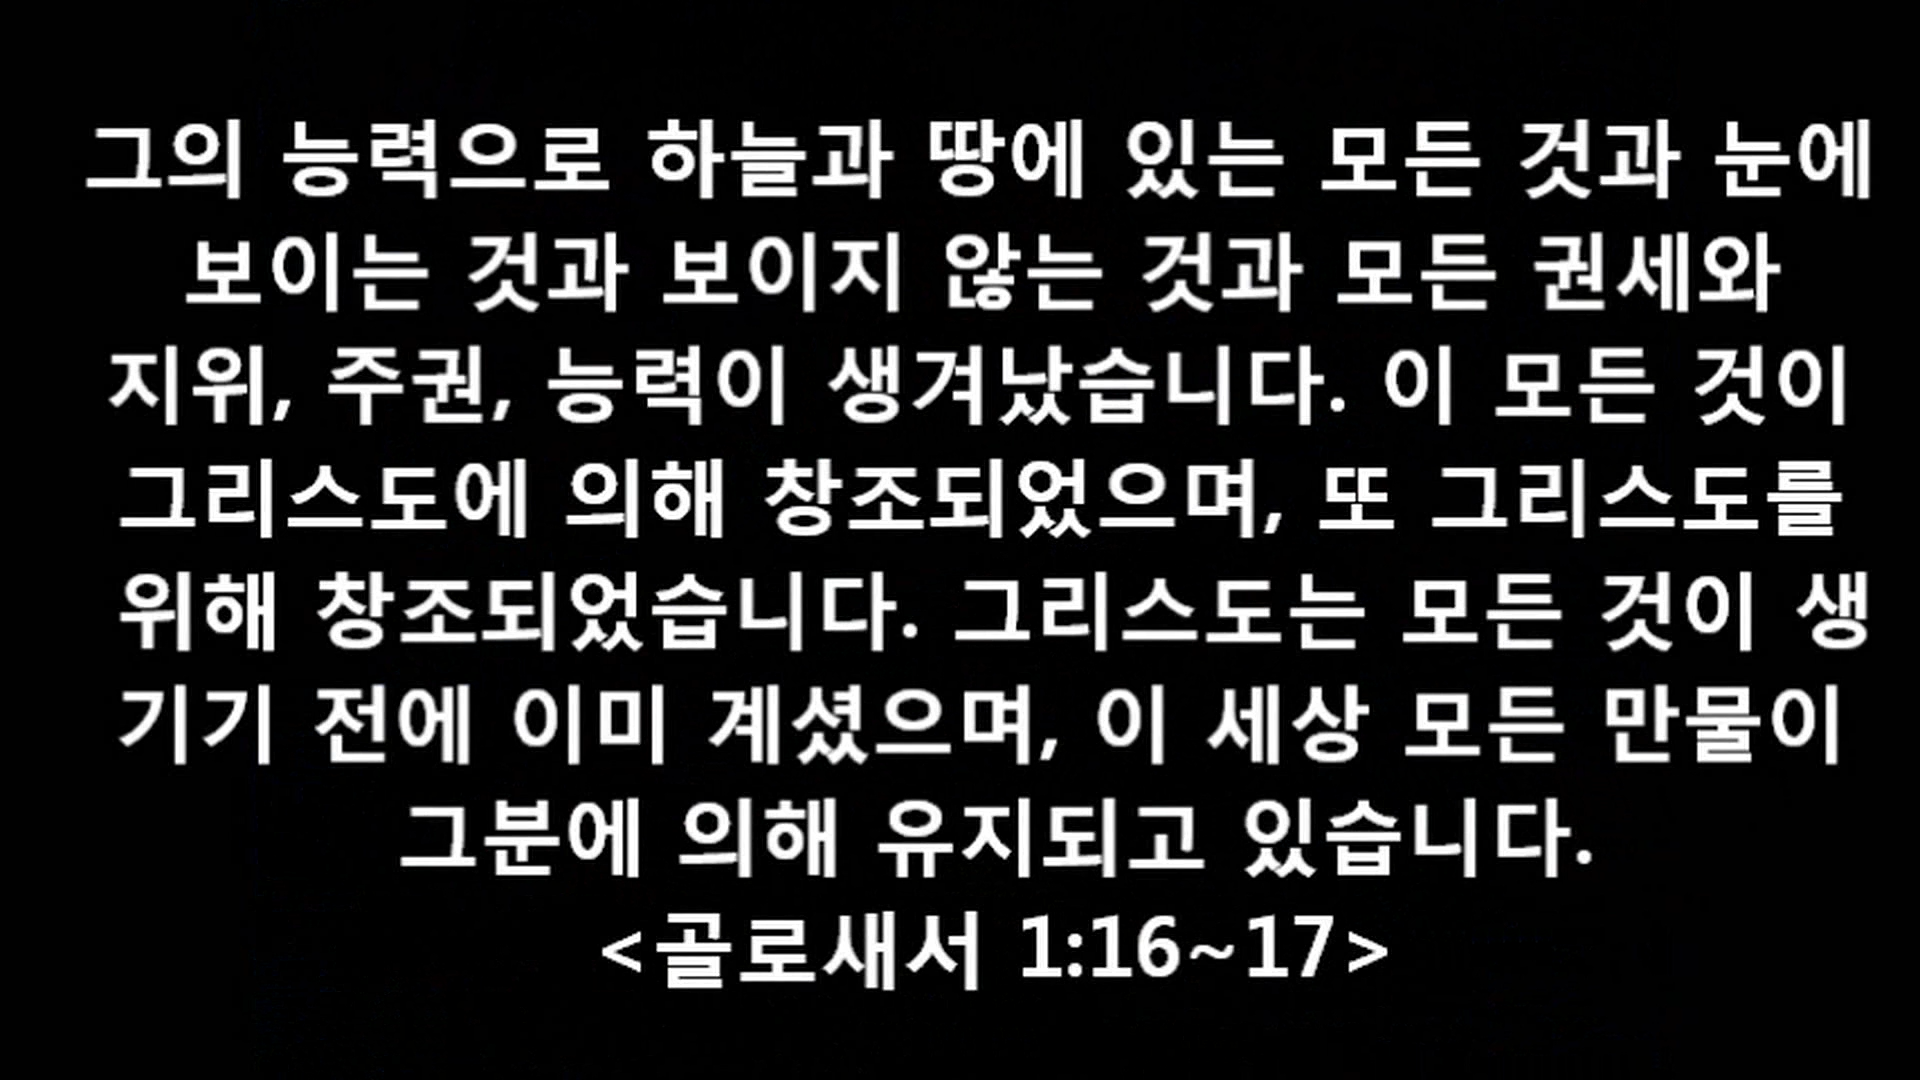 그의 능력으로 하늘과 땅에 있는 모든 것과 눈에
보이는 것과 보이지 않는 것과 모든 권세와
지위, 주권, 능력이 생겨났습니다. 이 모든 것이
그리스도에 의해 창조되었으며, 또 그리스도를
위해 창조되었습니다. 그리스도는 모든 것이 생
기기 전에 이미 계셨으며, 이 세상 모든 만물이
그분에 의해 유지되고 있습니다.
<골로새서 1:16~17>